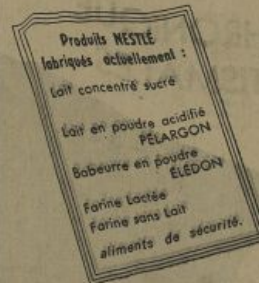 Produits NESTLÉ
fabriqués actuellement :
Lait concentré sucré
Lait en poudre acidifié
PÉLARGON
Babeurre en poudre
ÉLÉDON
Farine Lactée
Farine sans Lait
aliments de sécurité.